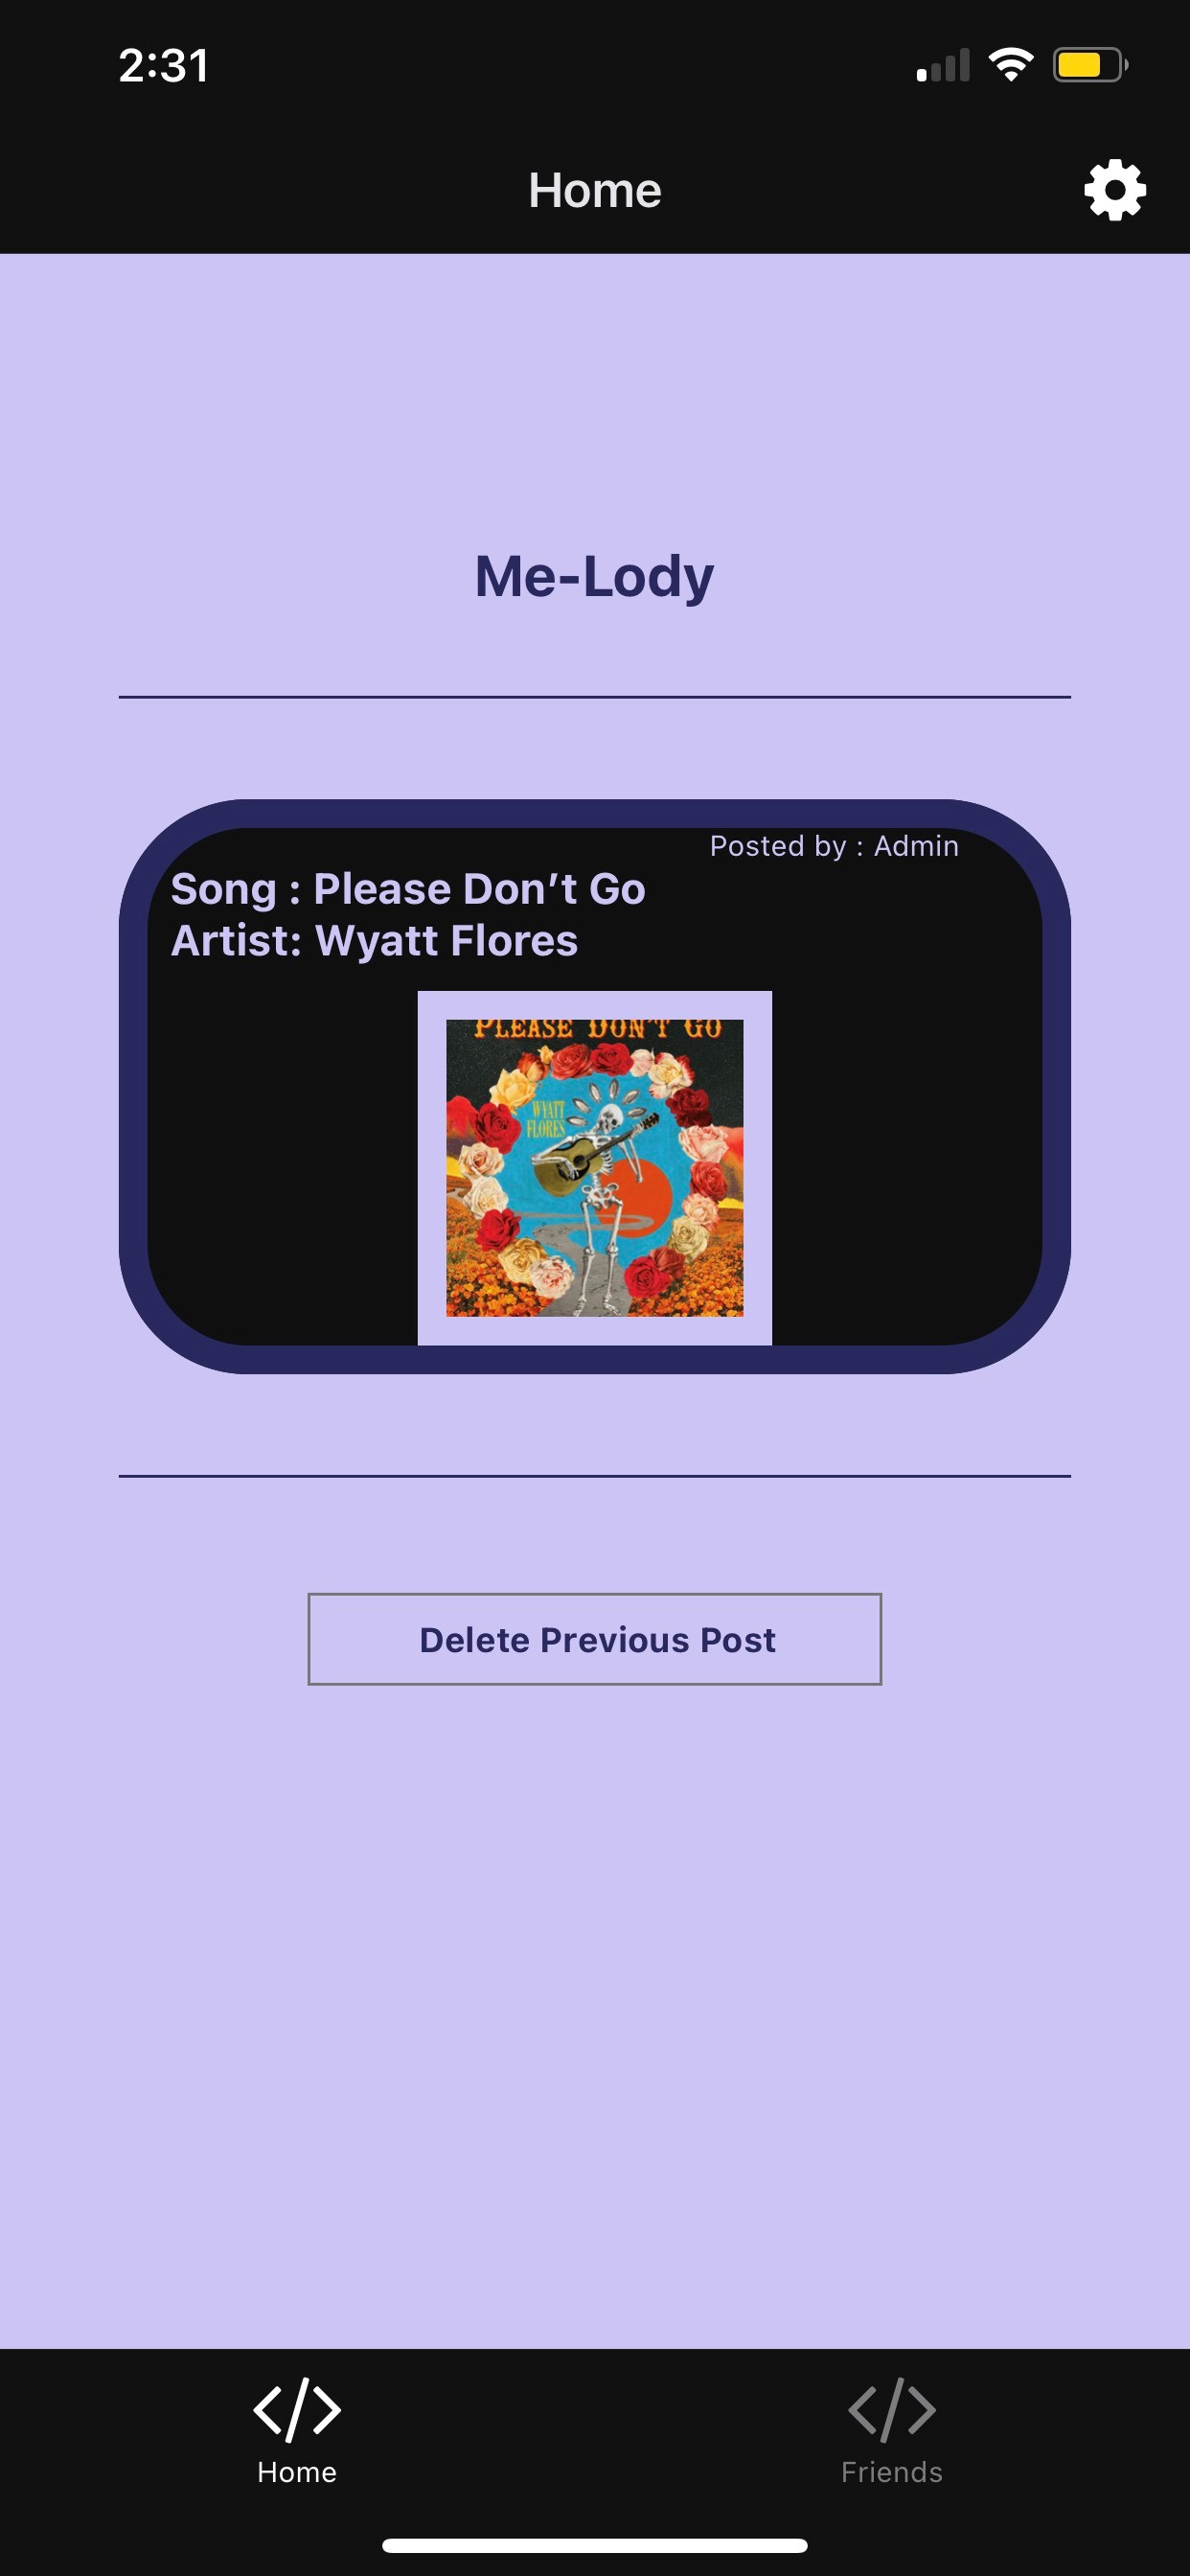 2:31
Home
Me-Lody
Posted by : Admin
Song : Please Don’t Go
Artist: Wyatt Flores
PLEASE DON'T GO
WYATT
FLORES
Delete Previous Post
Home
Friends